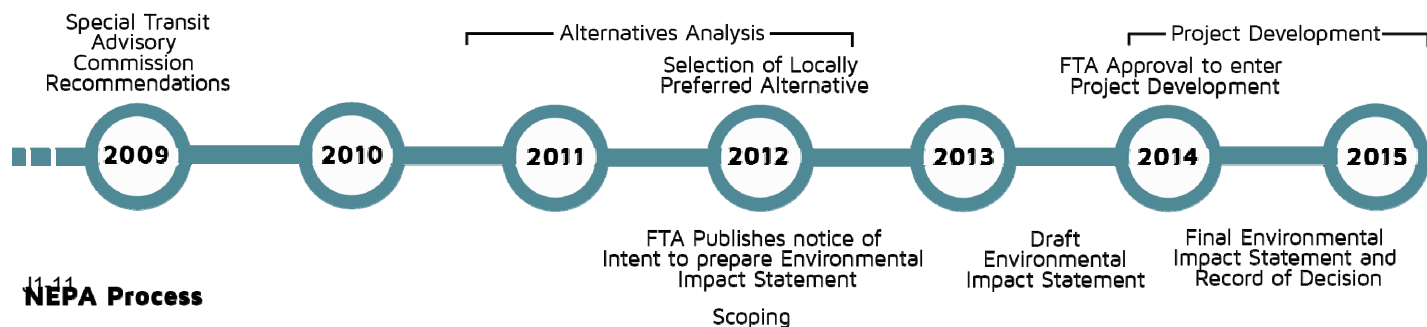 Special Transit
Advisory
Commission
Recommendations
Alternatives Analysis
Selection of Locally
Preferred Alternative
Project Development
FTA Approval to enter
Project Development
2009
2010
2011
2012
2013
2014
2015
FTA Publishes notice of
Intent to prepare Environmental
Impact Statement
Scoping
Draft
Environmental
Impact Statement
Final Environmental
Impact Statement and
Record of Decision
J1-11
NEPA Process